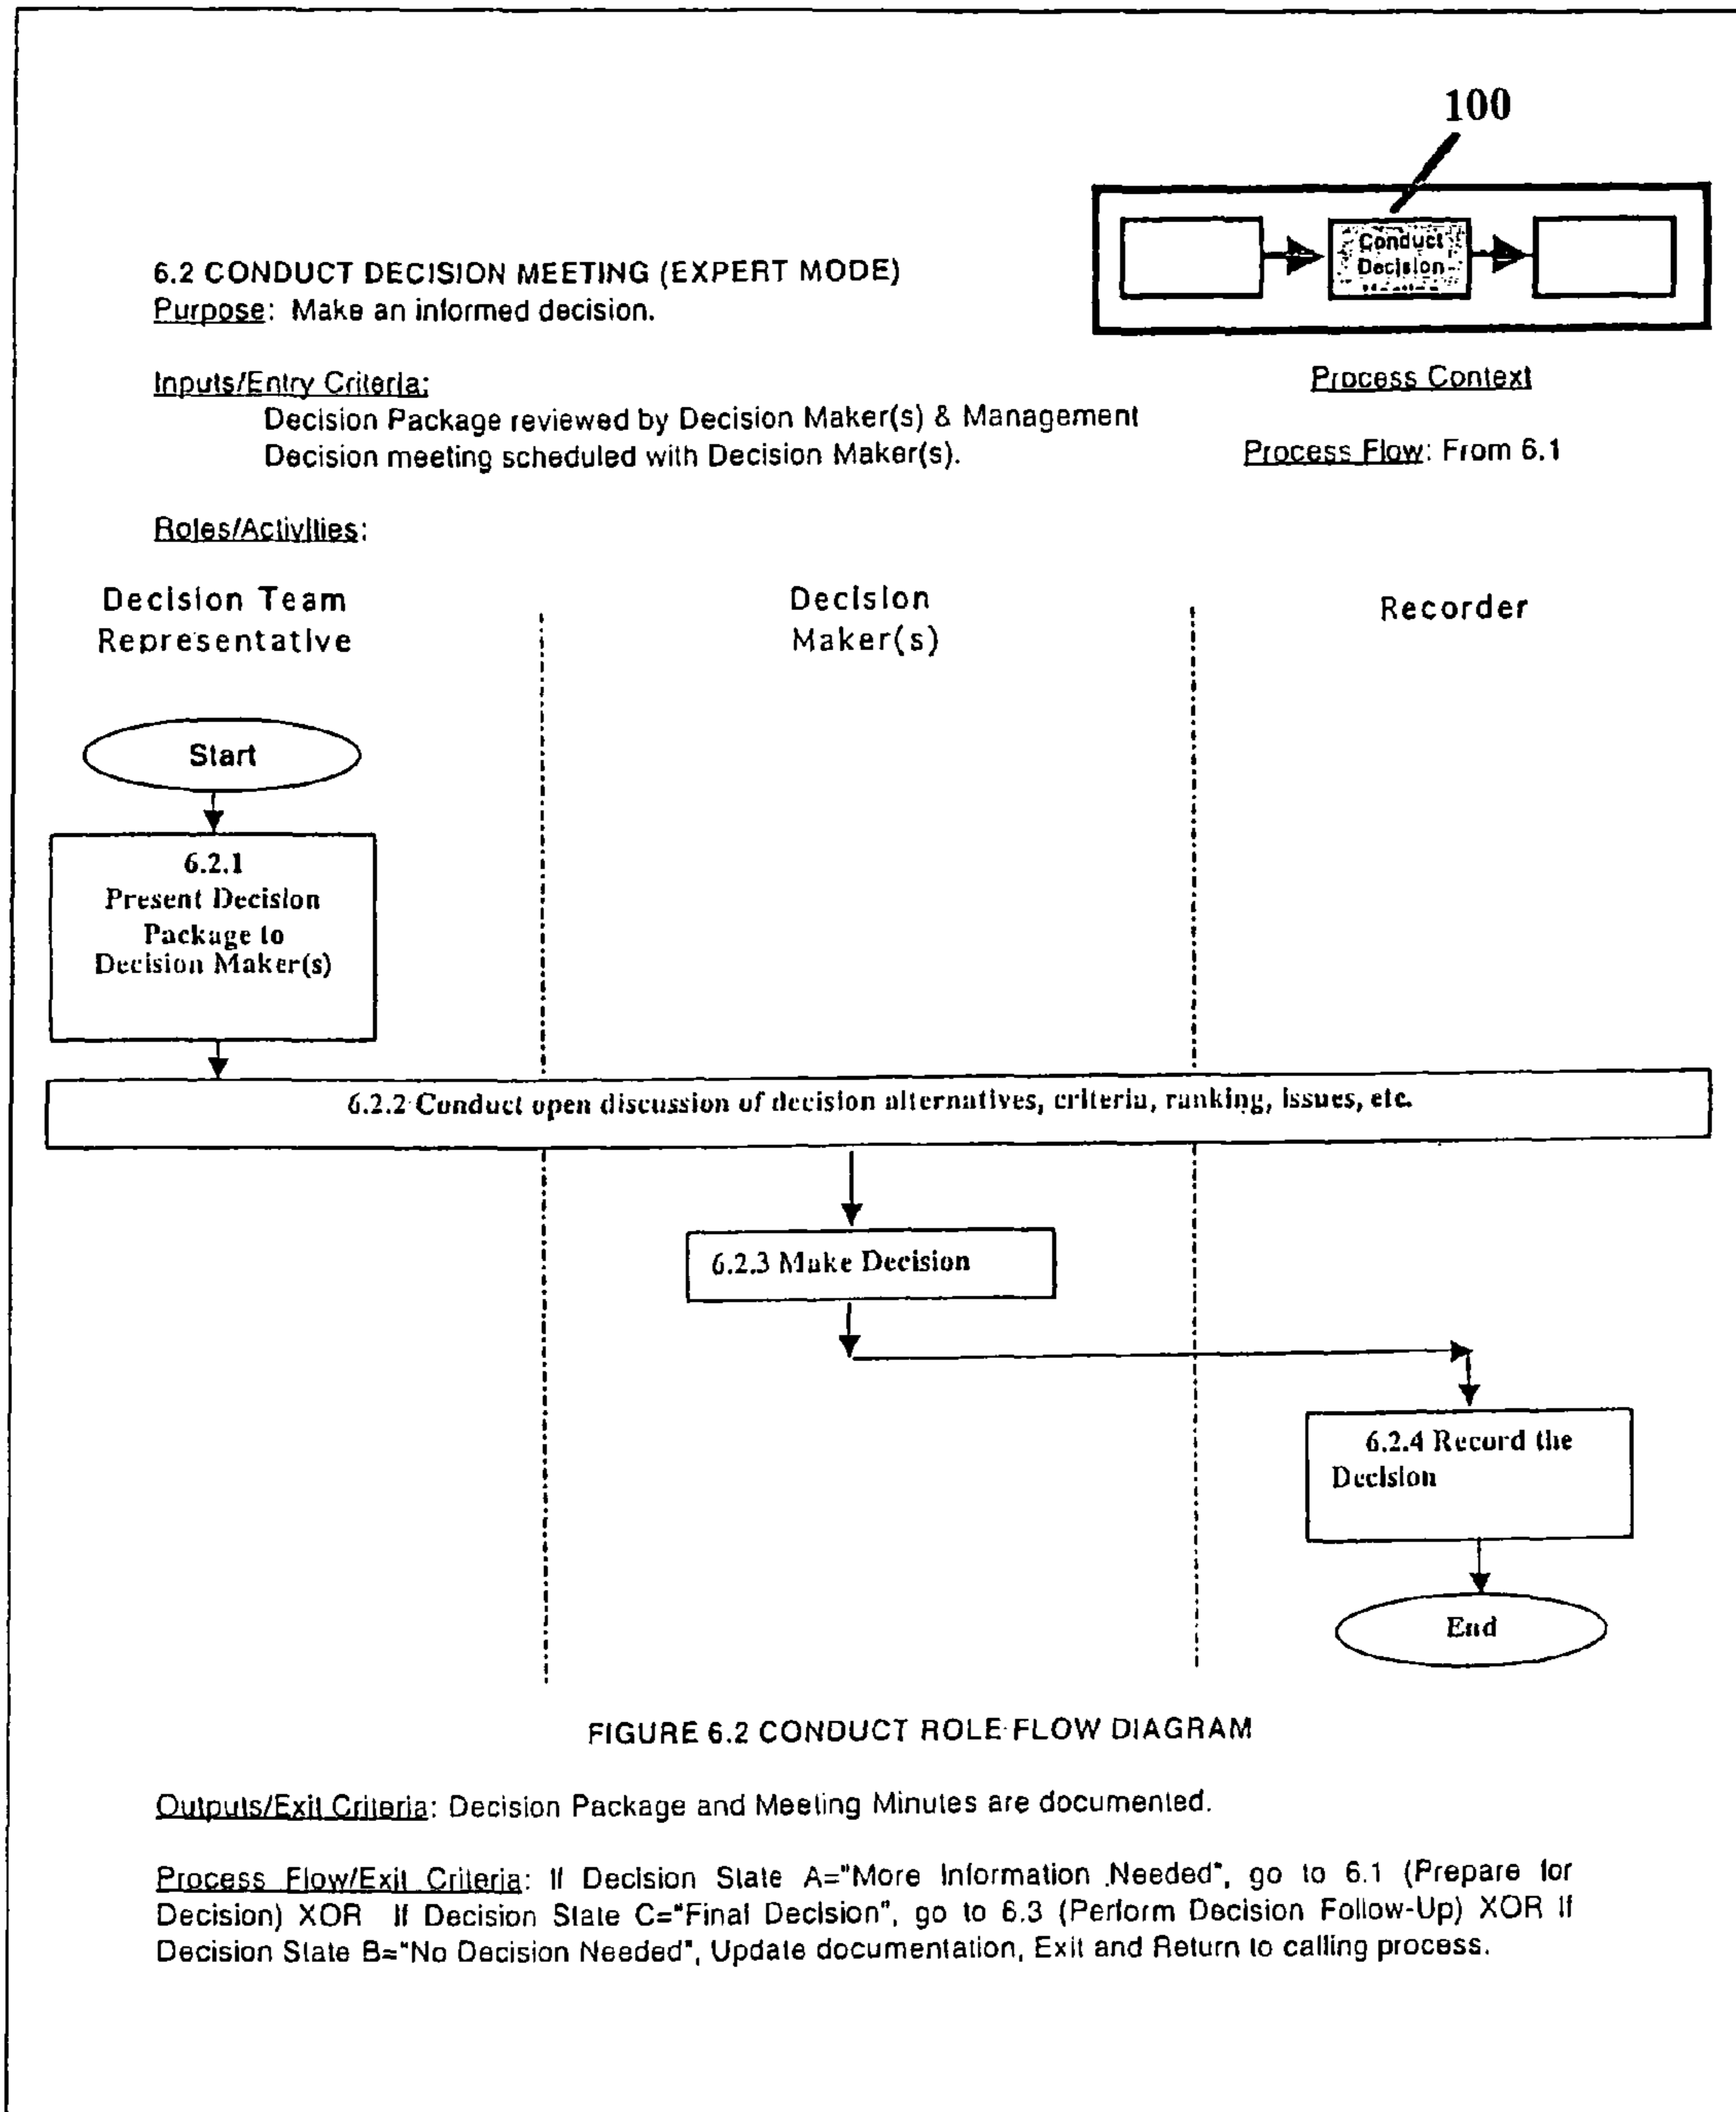 100
Conduct
Decision
6.2 CONDUCT DECISION MEETING (EXPERT MODE)
Purpose: Make an informed decision.
Inputs/Entry Criteria:
Process Context
Decision Package reviewed by Decision Maker(s) & Management
Decision meeting scheduled with Decision Maker(s).
Process Flow: From 6.1
Roles/Activities:
Decision Team
Representative
Decision
Maker(s)
Recorder
Start
6.2.1
Present Decision
Package to
Decision Maker(s)
6.2.2 Conduct open discussion of decision alternatives, criteria, ranking, issues, etc.
6.2.3 Make Decision
6.2.4 Record the
Decision
End
FIGURE 6.2 CONDUCT ROLE FLOW DIAGRAM
Outputs/Exit Criteria: Decision Package and Meeting Minutes are documented.
Process Flow/Exit Criteria: If Decision State A="More Information Needed", go to 6.1 (Prepare for
Decision) XOR If Decision State C="Final Decision", go to 6.3 (Perform Decision Follow-Up) XOR If
Decision State B="No Decision Needed", Update documentation, Exit and Return to calling process.